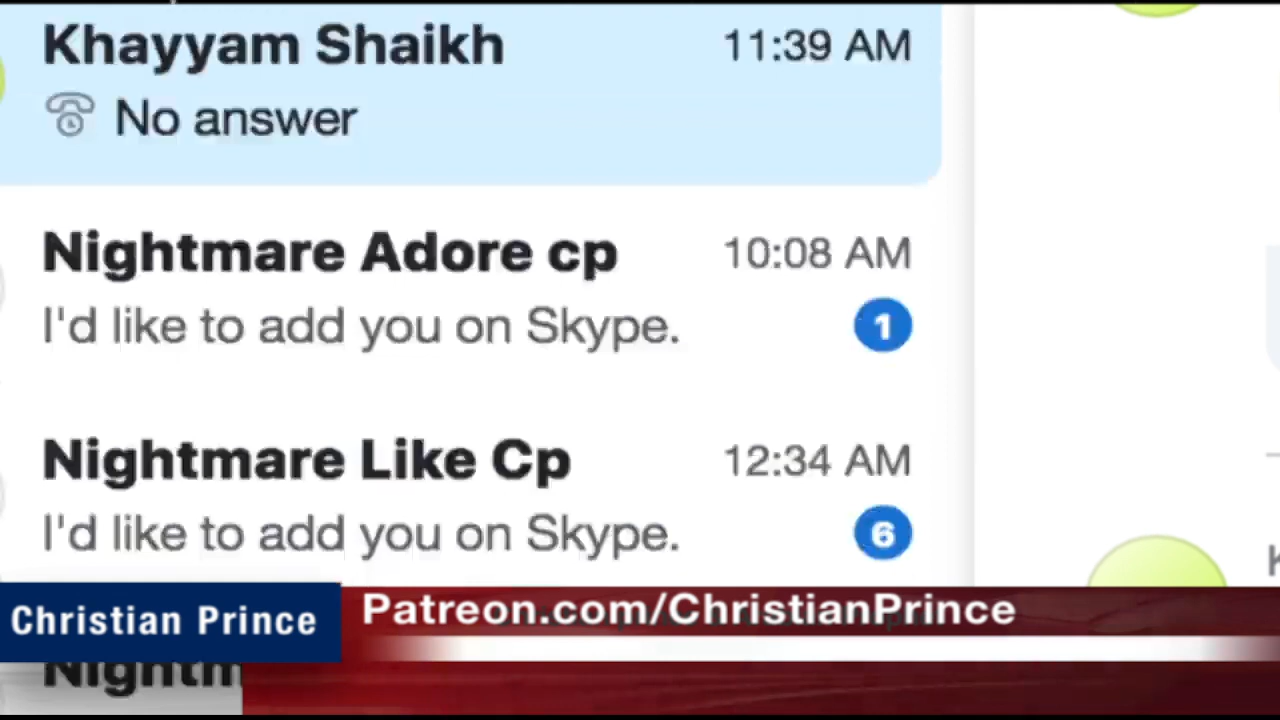 Khayyam Shaikh 11:39 AM
No answer
Nightmare Adore cp 10:08 AM
I'd like to add you on Skype. 1
Nightmare Like Cp 12:34 AM
I'd like to add you on Skype. 6
Christian Prince Patreon.com/ChristianPrince